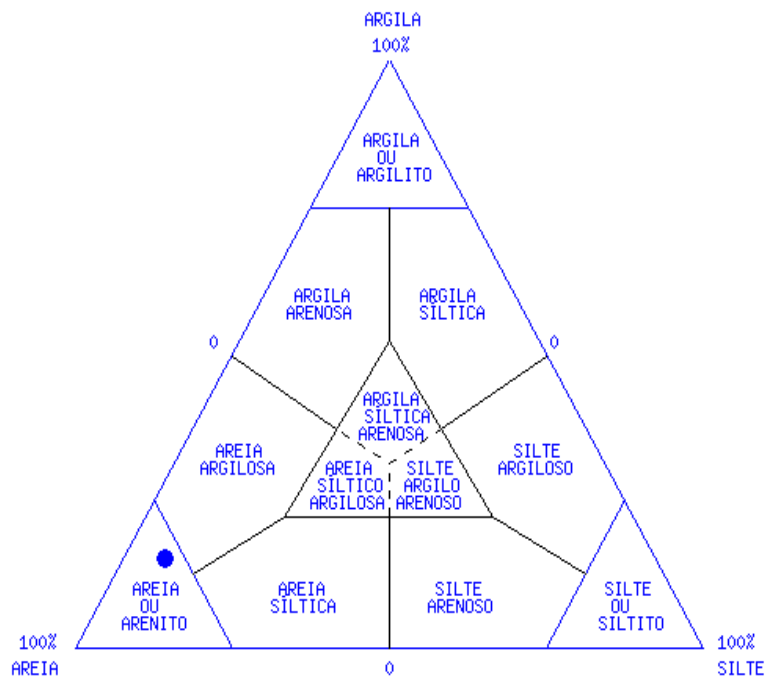 ARGILA
100%
ARGILA
OU
ARGILITO
ARGILA
ARENOSA
ARGILA
SÍLTICA
0
0
ARGILA
SÍLTICA
ARENOSA
AREIA
ARGILOSA
SILTE
ARGILOSO
AREIA
SÍLTICO
ARGILOSA
SILTE
ARGILO
ARENOSO
AREIA
OU
ARENITO
AREIA
SÍLTICA
SILTE
ARENOSO
SILTE
OU
SILTITO
100%
AREIA
0
100%
SILTE